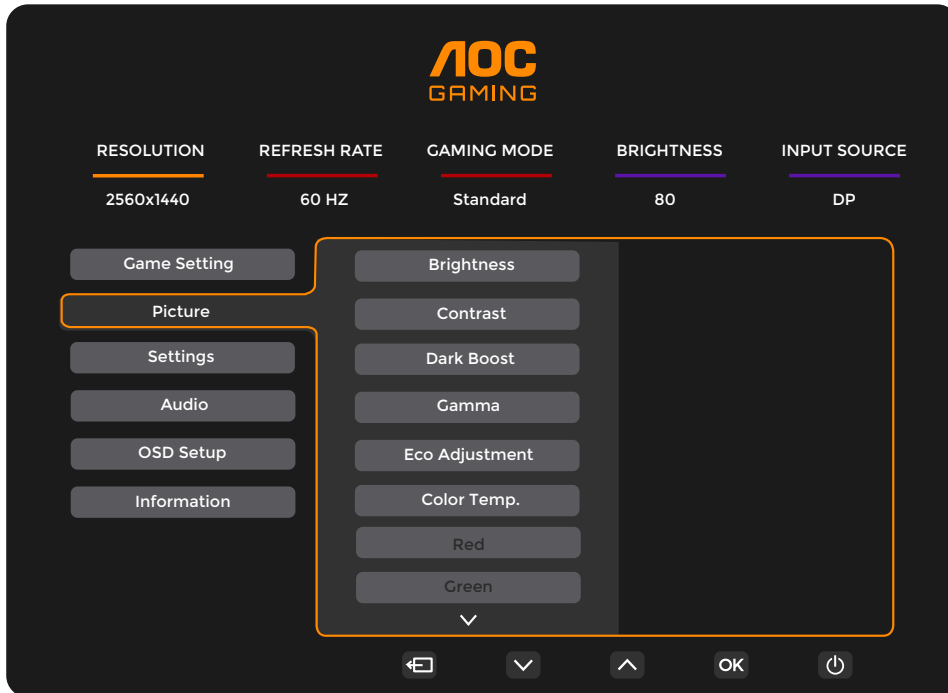 AOC
GAMING
RESOLUTION REFRESH RATE GAMING MODE BRIGHTNESS INPUT SOURCE
2560x1440 60 HZ Standard 80 DP
Game Setting
Picture
Settings
Audio
OSD Setup
Information
Brightness
Contrast
Dark Boost
Gamma
Eco Adjustment
Color Temp.
Red
Green
OK